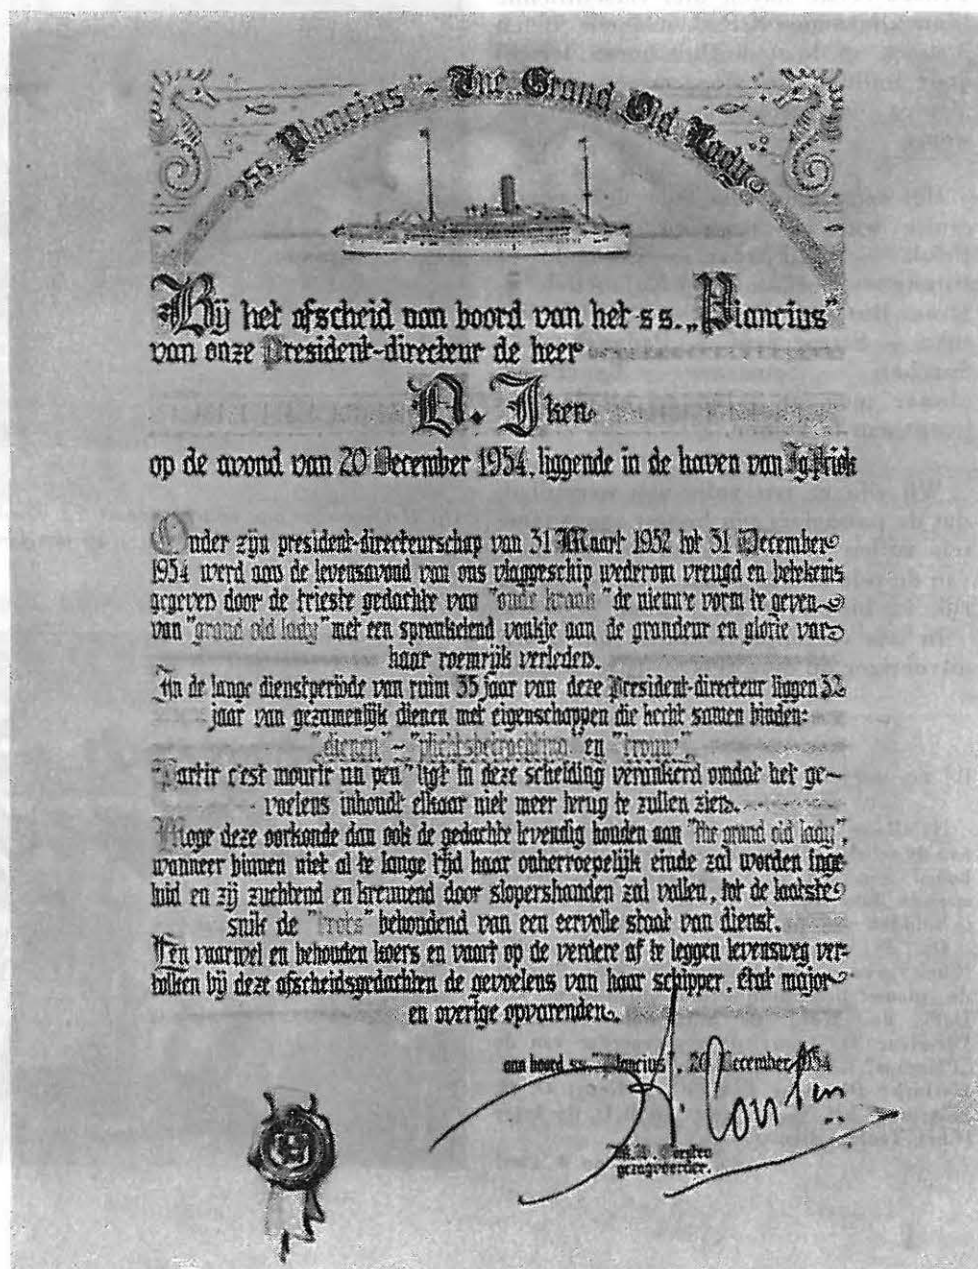 ss. Plancius - The Grand Old Lady
Bij het afscheid aan boord van het s s. „Plancius"
van onze President-directeur de heer
D. Iken
op de avond van 20 December 1954, liggende in de haven van Tg. Priok
Onder zijn president-directeurschap van 31 Maart 1952 tot 31 December
1954 werd aan de levensavond van ons vlaggeschip wederom vreugd en betekenis
gegeven door de trieste gedachte van "oude kraak" de nieuwe vorm te geven
van "grand old lady" met een sprankelend vonkje aan de grandeur en glorie van
haar roemrijk verleden.
In de lange dienstperiode van ruim 35 jaar van deze President-directeur liggen 32
jaar van gezamenlijk dienen met eigenschappen die hecht samen binden:
"dienen" - "plichtsbetrachting" en "trouw".
"Partir c'est mourir un peu" ligt in deze scheiding verankerd omdat het ge-
voelens inhoudt elkaar niet meer terug te zullen zien.
Moge deze oorkonde dan ook de gedachte levendig houden aan "the grand old lady",
wanneer binnen niet al te lange tijd haar onherroepelijk einde zal worden inge
luid en zij zuchtend en kreunend door slopershanden zal vallen, tot de laatste
snik de "trots" behoudend van een eervolle staat van dienst.
Een vaarwel en behouden koers en vaart op de verdere af te leggen levensweg ver-
tolken bij deze afscheidsgedachten de gevoelens van haar schipper, état major
en overige opvarenden.
aan boord ss. "Plancius", 20 December 1954
gezagvoerder.